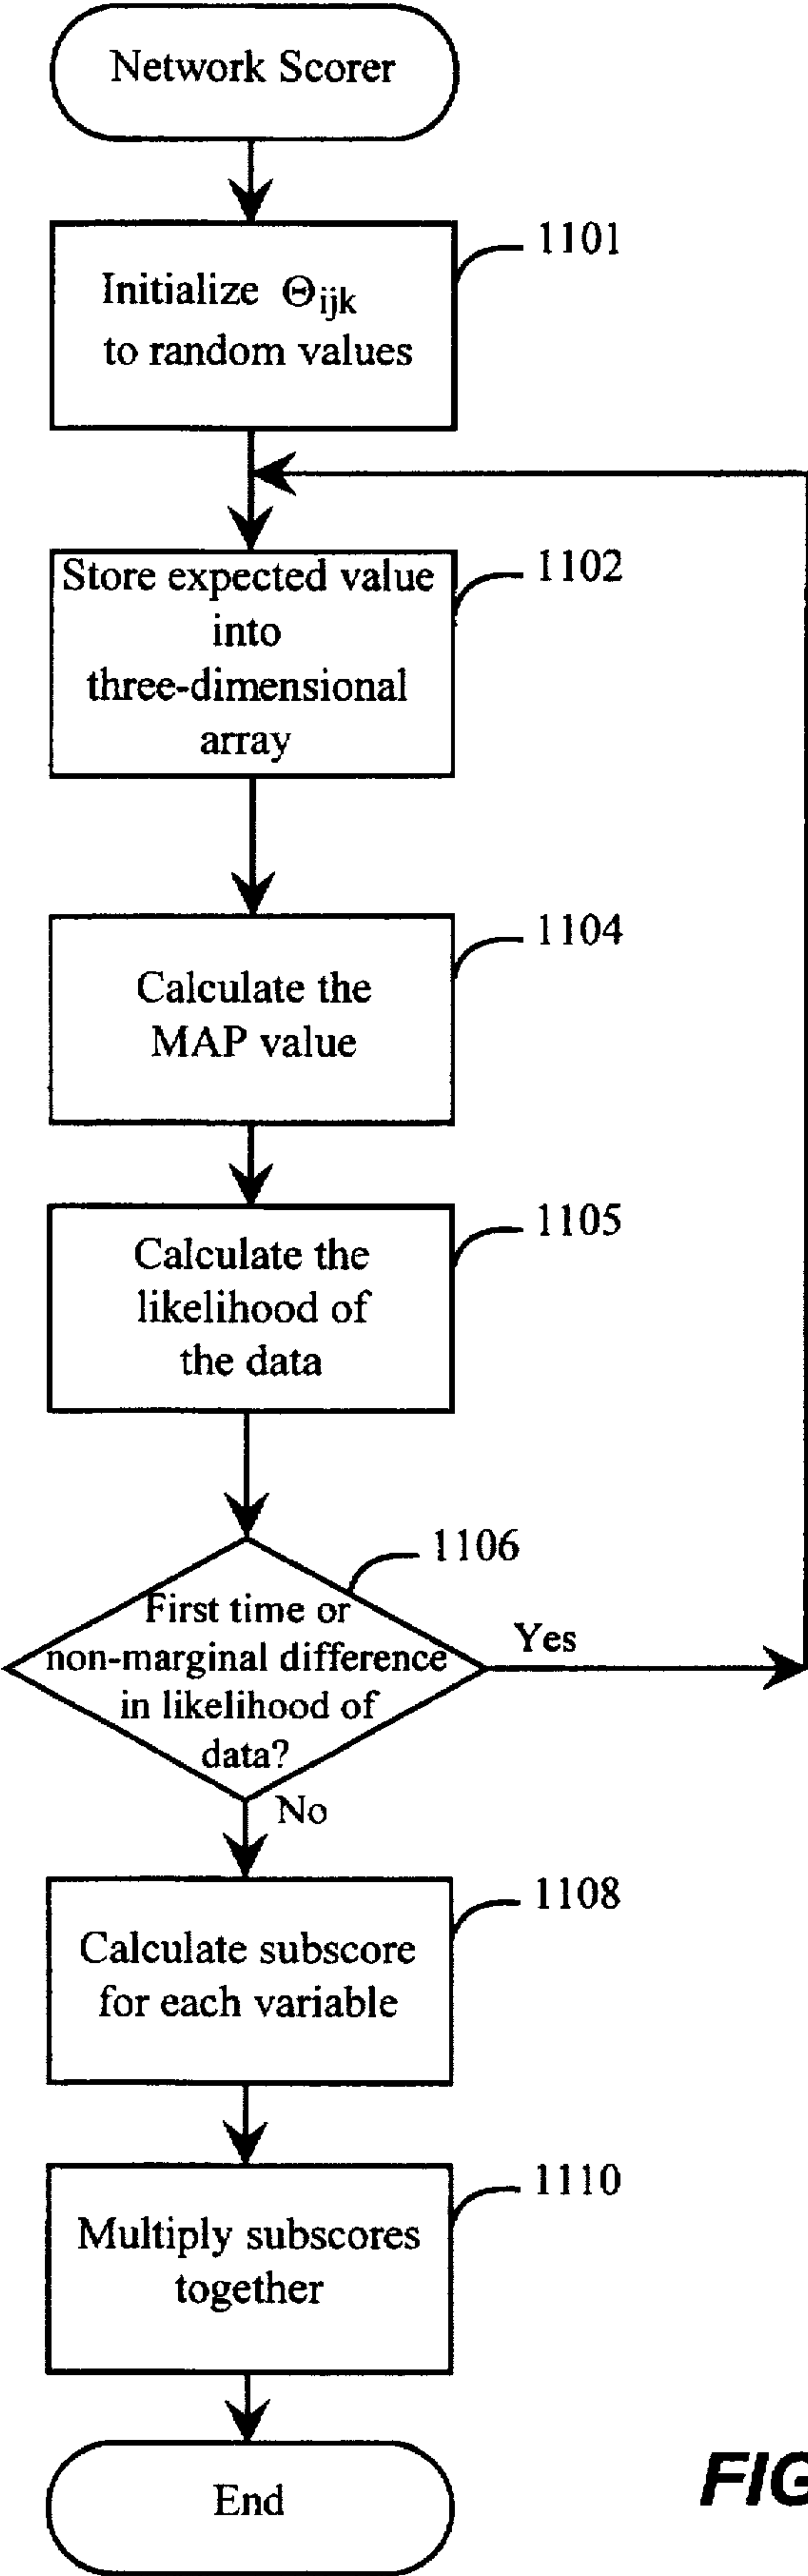 Network Scorer
1101
Initialize Θijk
to random values
1102
Store expected value
into
three-dimensional
array
1104
Calculate the
MAP value
1105
Calculate the
likelihood of
the data
1106
First time or
non-marginal difference
in likelihood of
data?
Yes
No
1108
Calculate subscore
for each variable
1110
Multiply subscores
together
End
FIG